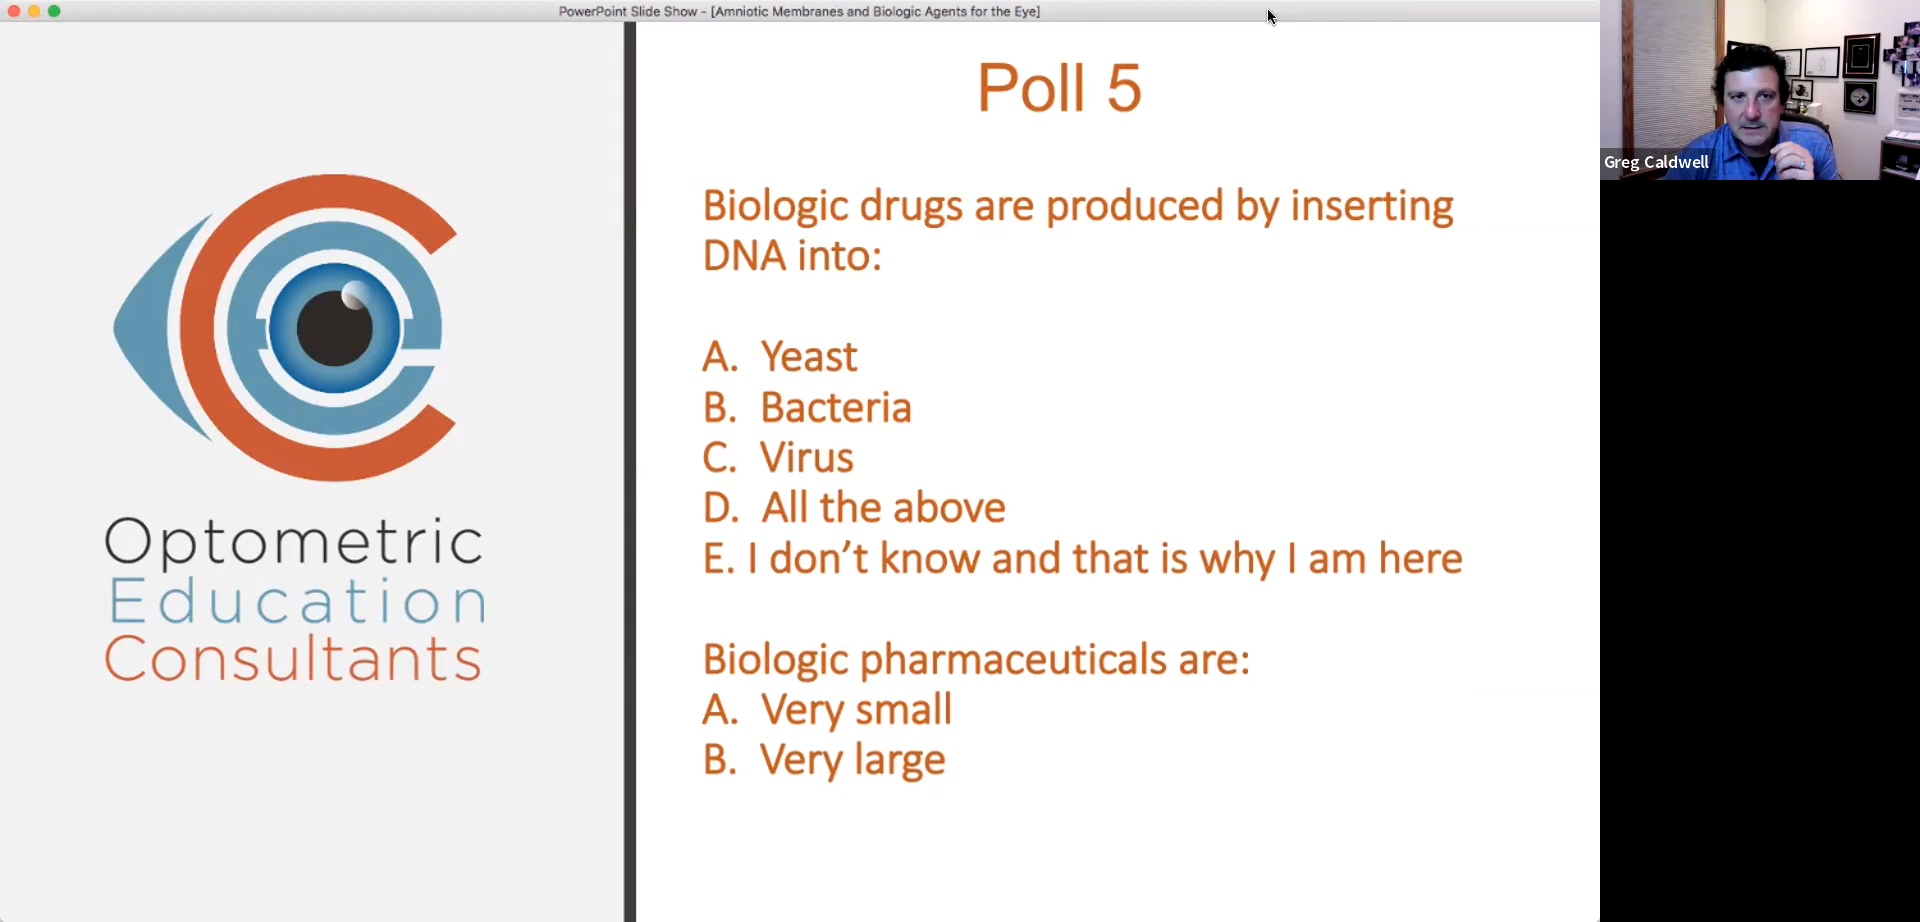 PowerPoint Slide Show - [Amniotic Membranes and Biologic Agents for the Eye]
Poll 5
Biologic drugs are produced by inserting
DNA into:
A. Yeast
B. Bacteria
C. Virus
D. All the above
E. I don’t know and that is why I am here
Biologic pharmaceuticals are:
A. Very small
B. Very large
Optometric
Education
Consultants
Greg Caldwell